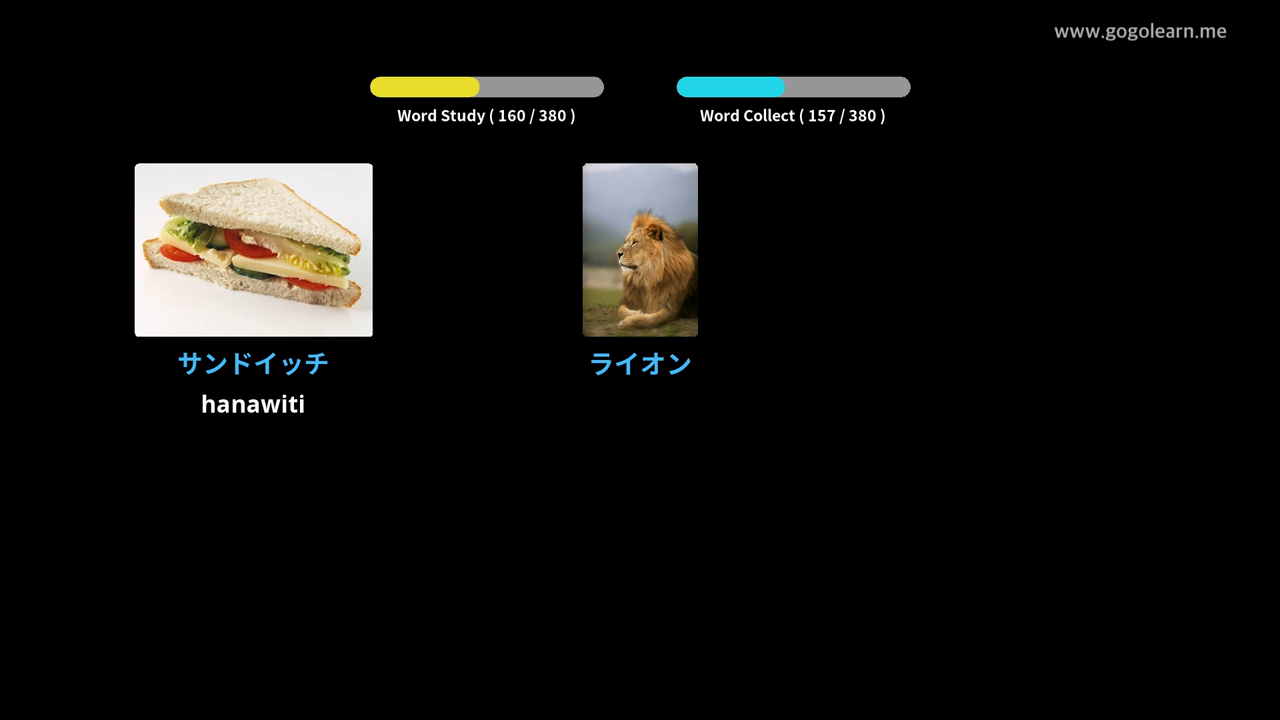 www.gogolearn.me
Word Study ( 160 / 380 )
Word Collect ( 157 / 380 )
サンドイッチ
ライオン
hanawiti